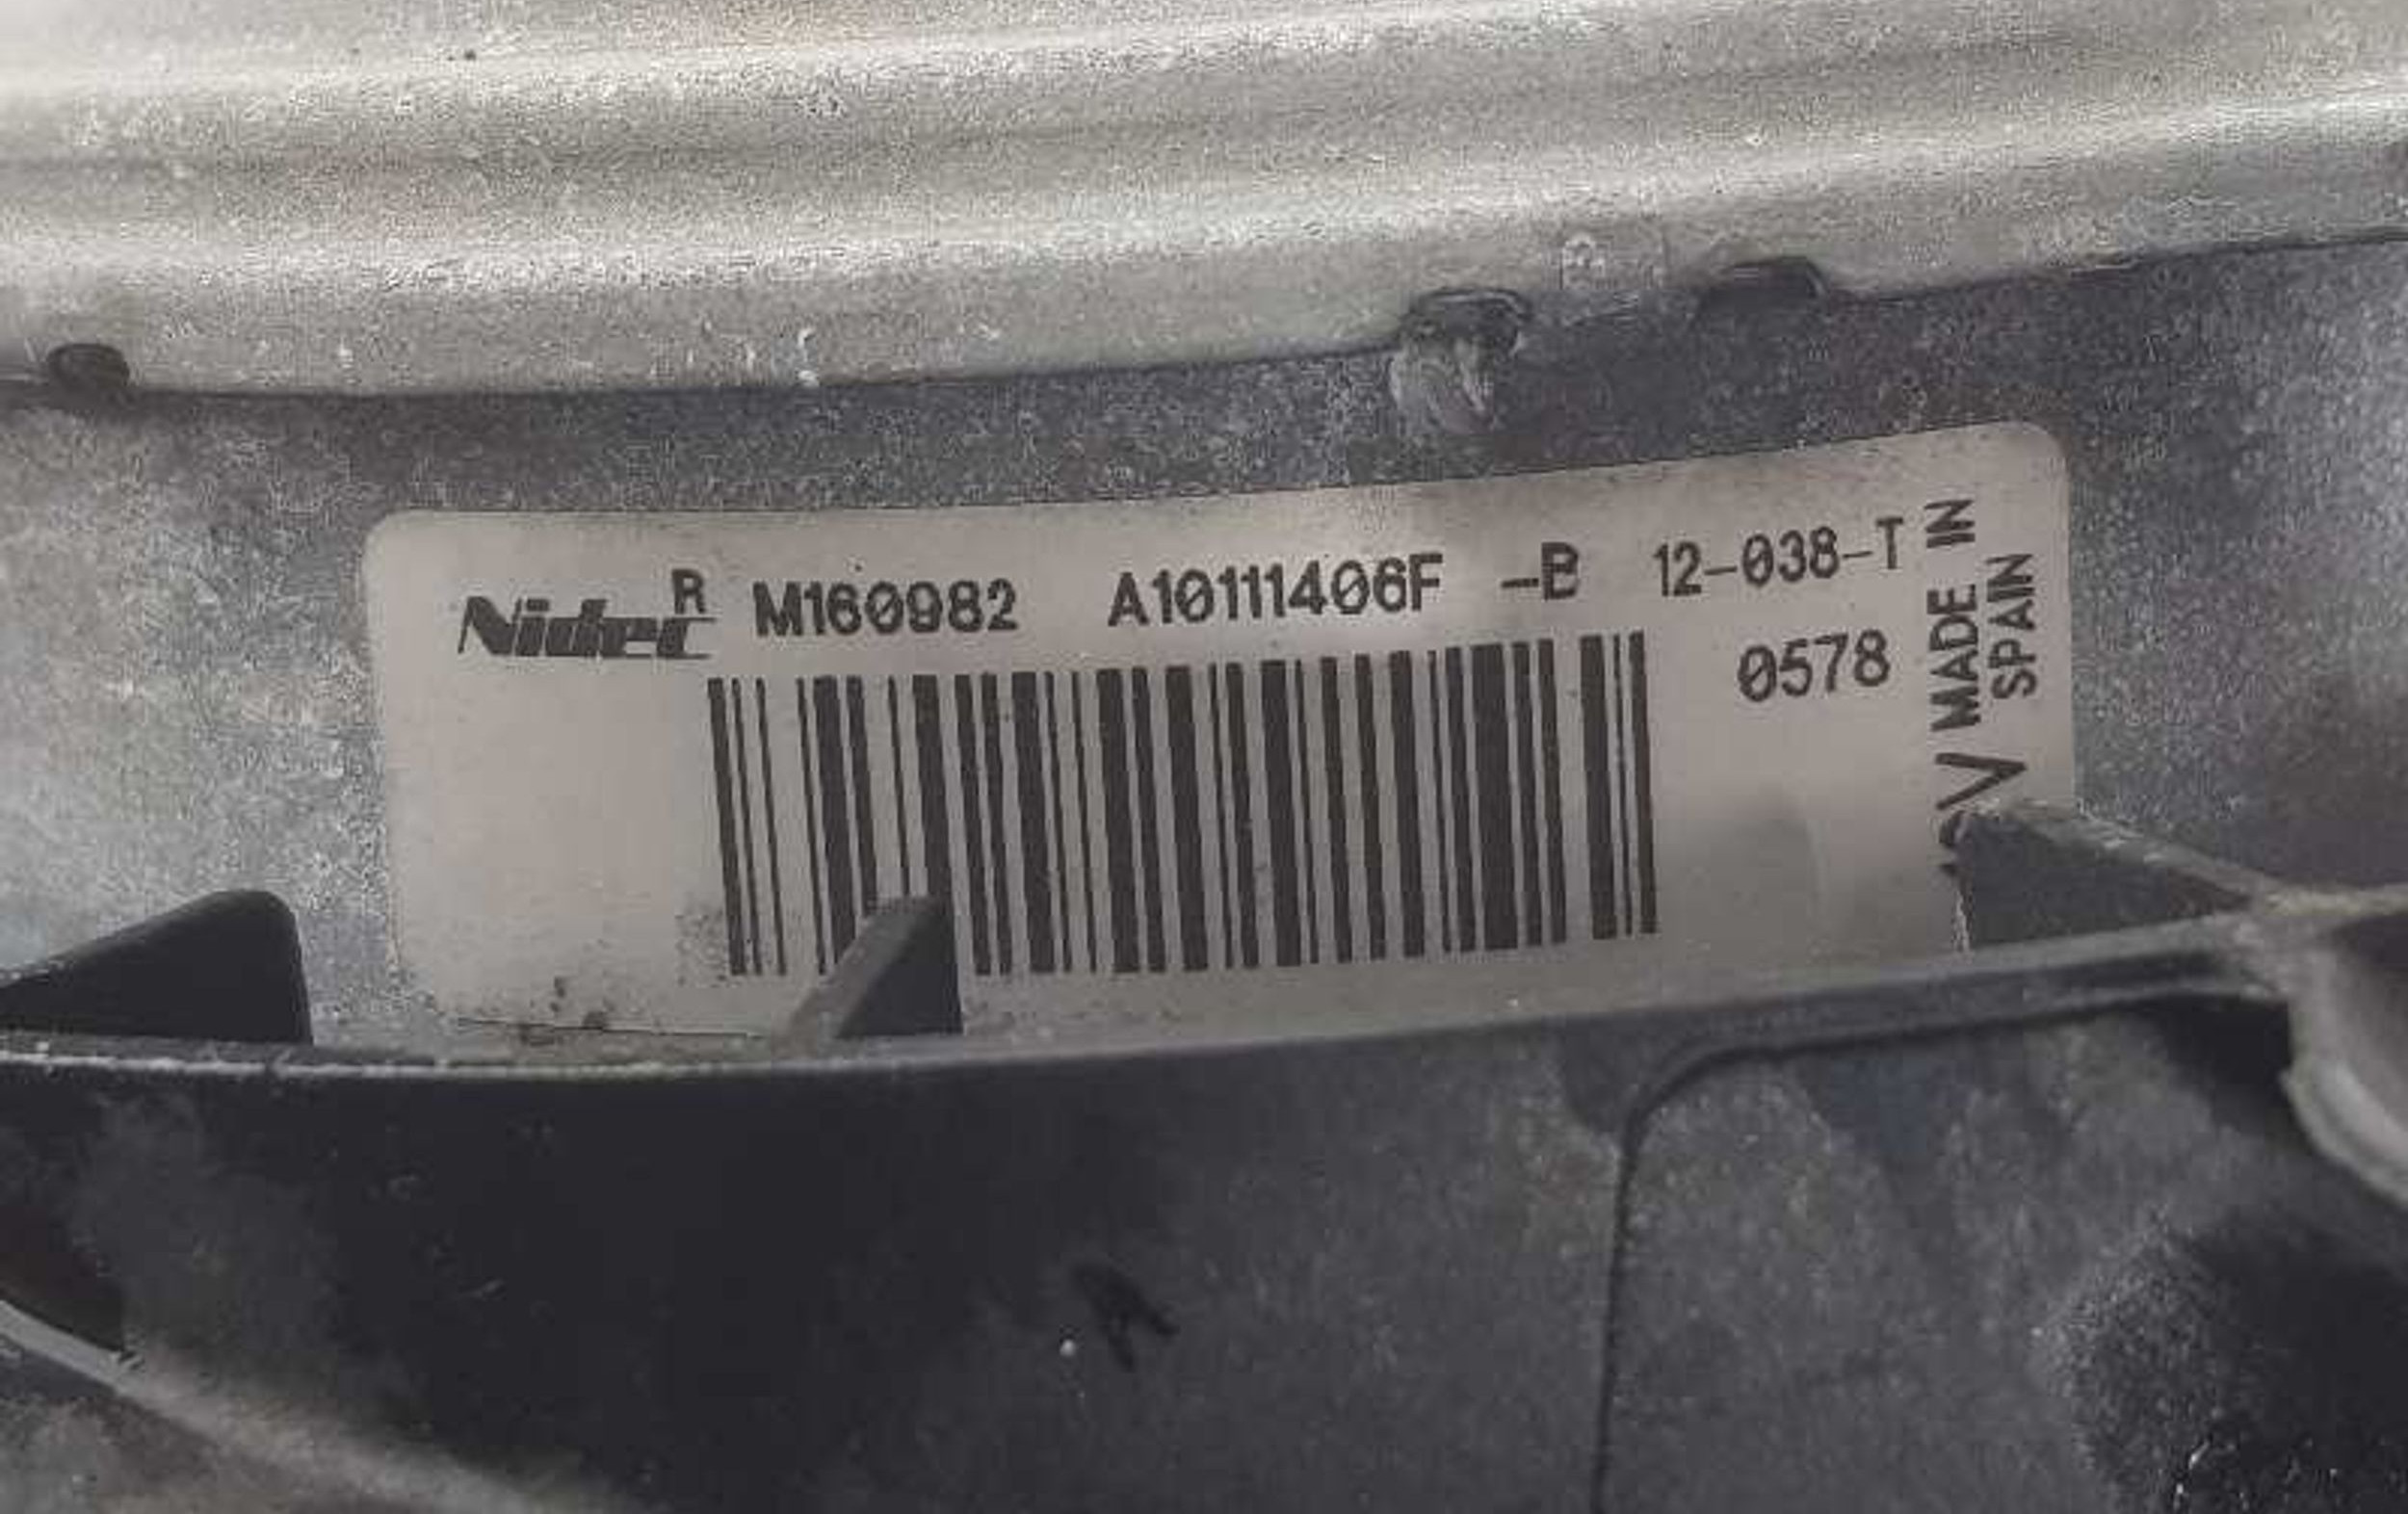 Nidec R M160982 A10111406F -B 12-038-T
0578
MADE IN
SPAIN